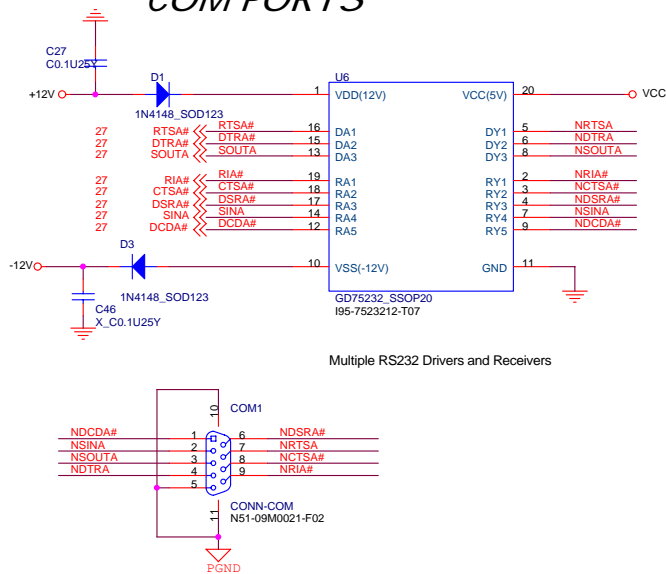 COM PORTS
C27
C0.1U25Y
+12V
D1
1N4148_SOD123
U6
1 VDD(12V) VCC(5V) 20 VCC
27 RTSA# RTSA# 16 DA1 DY1 5 NRTSA
27 DTRA# DTRA# 15 DA2 DY2 6 NDTRA
27 SOUTA SOUTA 13 DA3 DY3 8 NSOUTA
27 RIA# RIA# 19 RA1 RY1 2 NRIA#
27 CTSA# CTSA# 18 RA2 RY2 3 NCTSA#
27 DSRA# DSRA# 17 RA3 RY3 4 NDSRA#
27 SINA SINA 14 RA4 RY4 7 NSINA
27 DCDA# DCDA# 12 RA5 RY5 9 NDCDA#
D3
-12V 10 VSS(-12V) GND 11
1N4148_SOD123
C46
X_C0.1U25Y
GD75232_SSOP20
I95-7523212-T07
Multiple RS232 Drivers and Receivers
10 COM1
NDCDA# 1 6 NDSRA#
NSINA 2 7 NRTSA
NSOUTA 3 8 NCTSA#
NDTRA 4 9 NRIA#
5
11 CONN-COM
N51-09M0021-F02
PGND